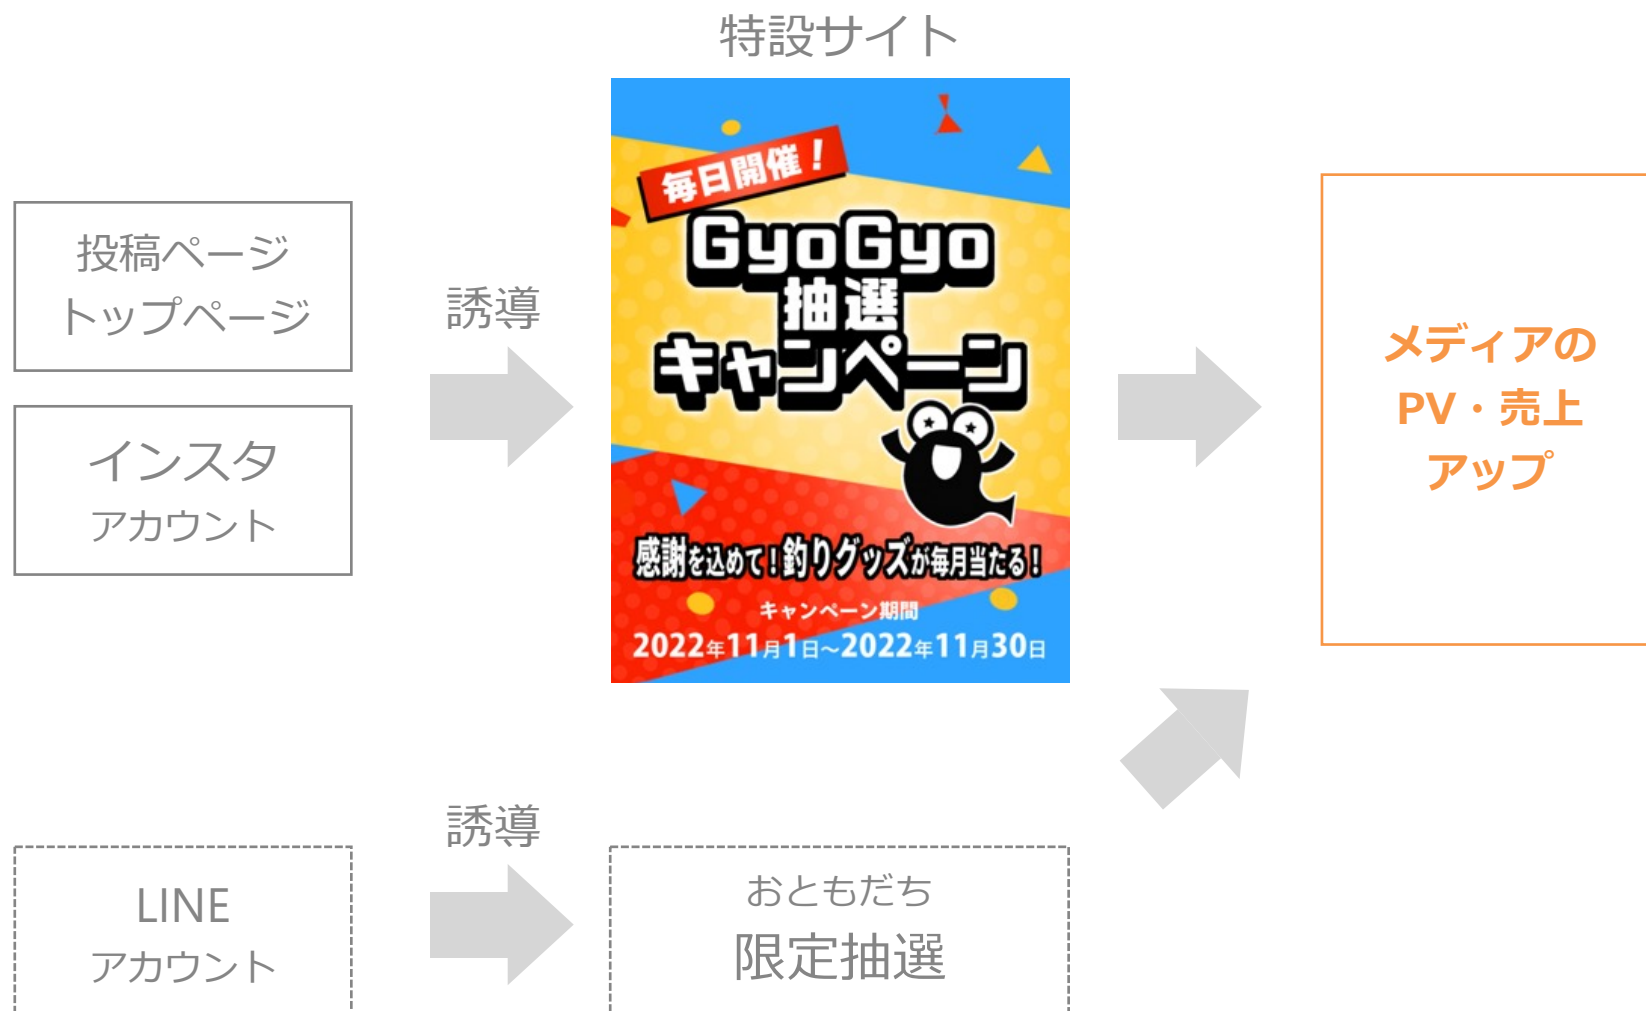 特設サイト
投稿ページ
トップページ
インスタ
アカウント
誘導
毎日開催！
GyoGyo
抽選
キャンペーン
感謝を込めて！釣りグッズが毎月当たる！
キャンペーン期間
2022年11月1日～2022年11月30日
メディアの
PV・売上
アップ
LINE
アカウント
誘導
おともだち
限定抽選